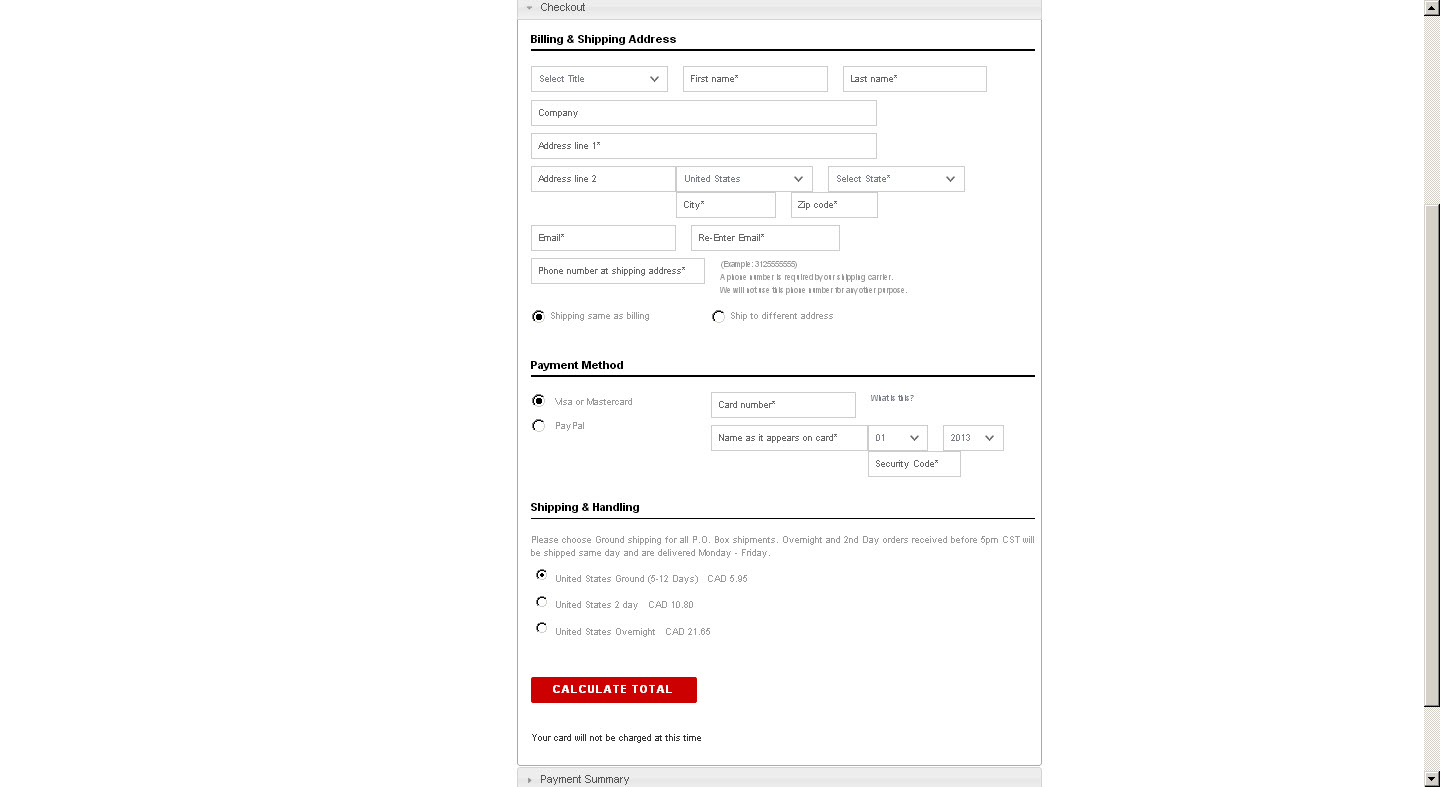 Checkout
Billing & Shipping Address
Select Title First name* Last name*
Company
Address line 1*
Address line 2 United States Select State*
City* Zip code*
Email* Re-Enter Email*
Phone number at shipping address* (Example: 3125555555)
A phone number is required by our shipping carrier.
We will not use this phone number for any other purpose.
Shipping same as billing Ship to different address
Payment Method
Visa or Mastercard Card number* What is this?
PayPal
Name as it appears on card* 01 2013
Security Code*
Shipping & Handling
Please choose Ground shipping for all P.O. Box shipments. Overnight and 2nd Day orders received before 5pm CST will
be shipped same day and are delivered Monday - Friday.
United States Ground (5-12 Days) CAD 5.95
United States 2 day CAD 10.80
United States Overnight CAD 21.65
CALCULATE TOTAL
Your card will not be charged at this time
Payment Summary